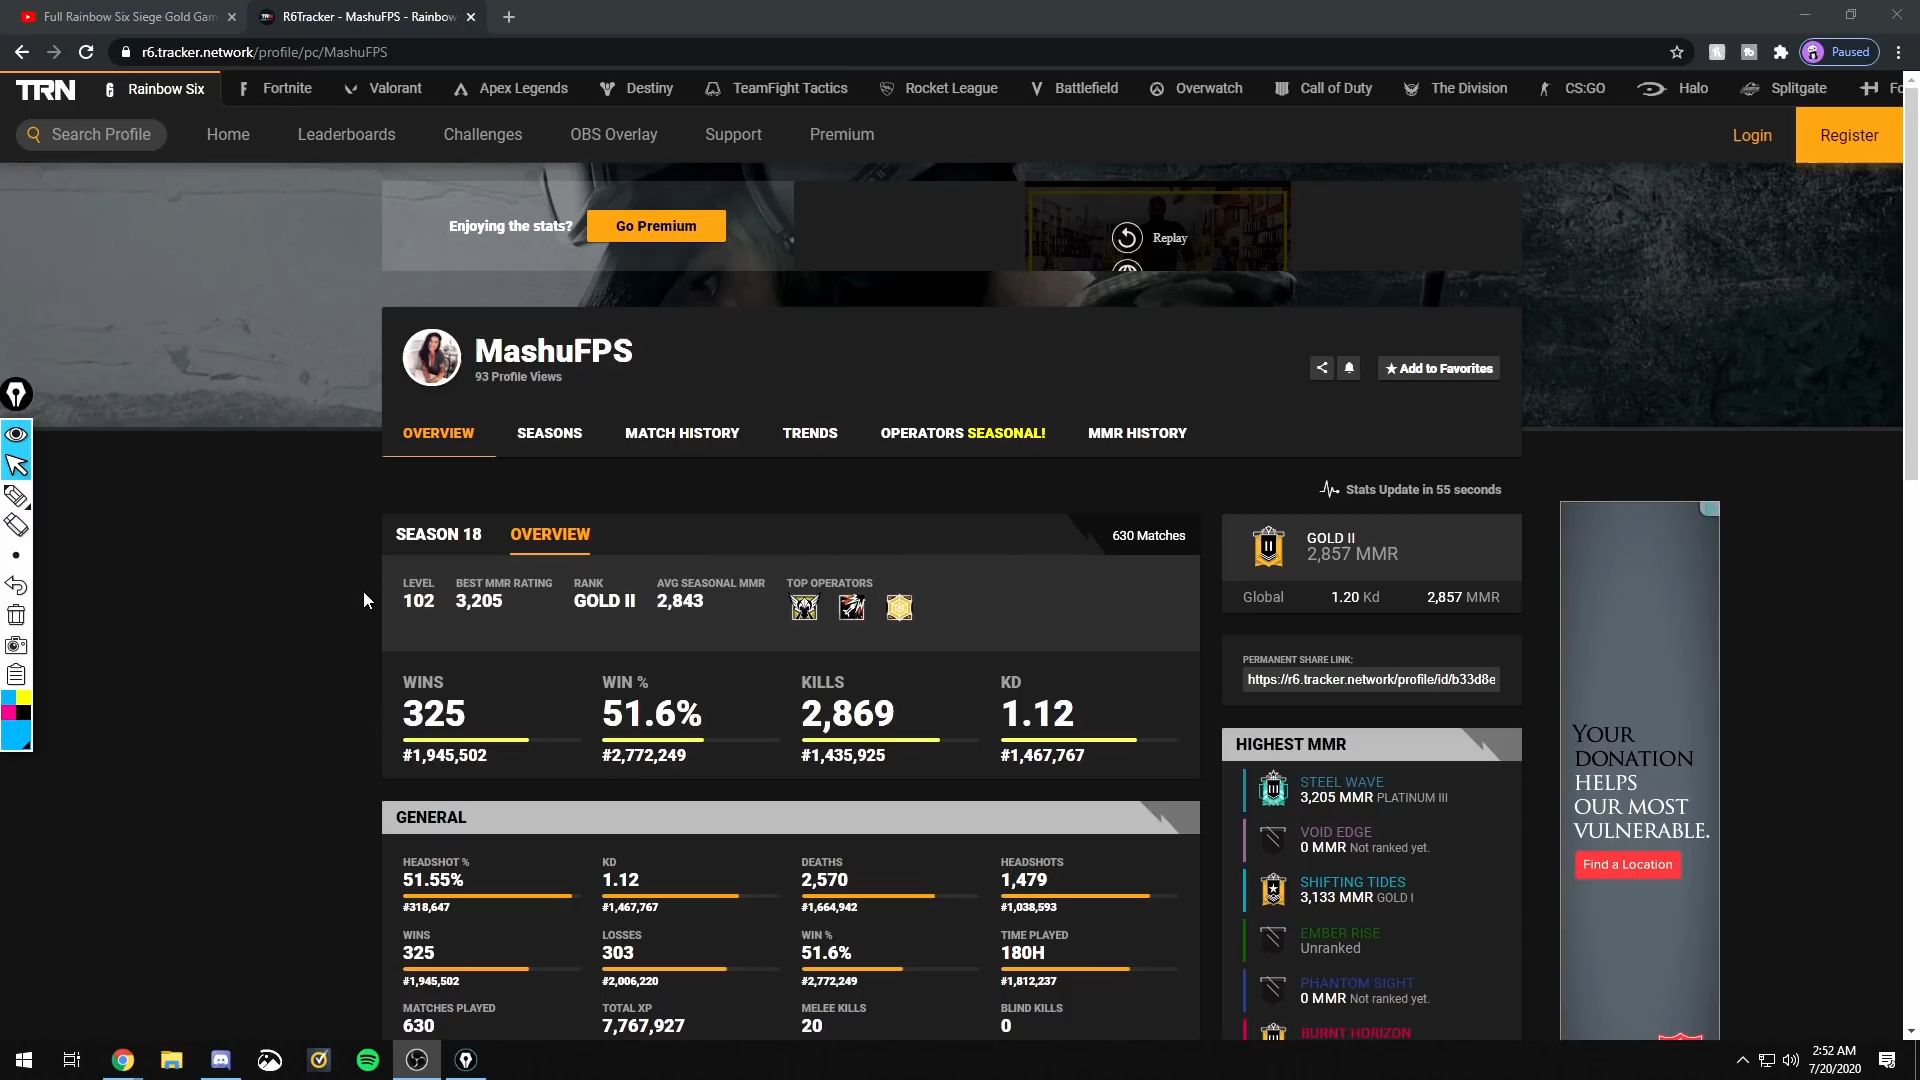 Full Rainbow Six Siege Gold Gam
R6Tracker - MashuFPS - Rainbow
r6.tracker.network/profile/pc/MashuFPS
Paused
TRN
Rainbow Six
Fortnite
Valorant
Apex Legends
Destiny
TeamFight Tactics
Rocket League
Battlefield
Overwatch
Call of Duty
The Division
CS:GO
Halo
Splitgate
Fo
Search Profile
Home
Leaderboards
Challenges
OBS Overlay
Support
Premium
Login
Register
Enjoying the stats?
Go Premium
Replay
MashuFPS
93 Profile Views
★ Add to Favorites
OVERVIEW
SEASONS
MATCH HISTORY
TRENDS
OPERATORS SEASONAL!
MMR HISTORY
Stats Update in 55 seconds
SEASON 18
OVERVIEW
630 Matches
LEVEL
102
BEST MMR RATING
3,205
RANK
GOLD II
AVG SEASONAL MMR
2,843
TOP OPERATORS
WINS
325
#1,945,502
WIN %
51.6%
#2,772,249
KILLS
2,869
#1,435,925
KD
1.12
#1,467,767
GENERAL
HEADSHOT %
51.55%
#318,647
KD
1.12
#1,467,767
DEATHS
2,570
#1,664,942
HEADSHOTS
1,479
#1,038,593
WINS
325
#1,945,502
LOSSES
303
#2,006,220
WIN %
51.6%
#2,772,249
TIME PLAYED
180H
#1,812,237
MATCHES PLAYED
630
TOTAL XP
7,767,927
MELEE KILLS
20
BLIND KILLS
0
GOLD II
2,857 MMR
Global
1.20 Kd
2,857 MMR
PERMANENT SHARE LINK:
https://r6.tracker.network/profile/id/b33d8e
HIGHEST MMR
STEEL WAVE
3,205 MMR PLATINUM III
VOID EDGE
0 MMR Not ranked yet.
SHIFTING TIDES
3,133 MMR GOLD I
EMBER RISE
Unranked
PHANTOM SIGHT
0 MMR Not ranked yet.
BURNT HORIZON
YOUR
DONATION
HELPS
OUR MOST
VULNERABLE.
Find a Location
2:52 AM
7/20/2020